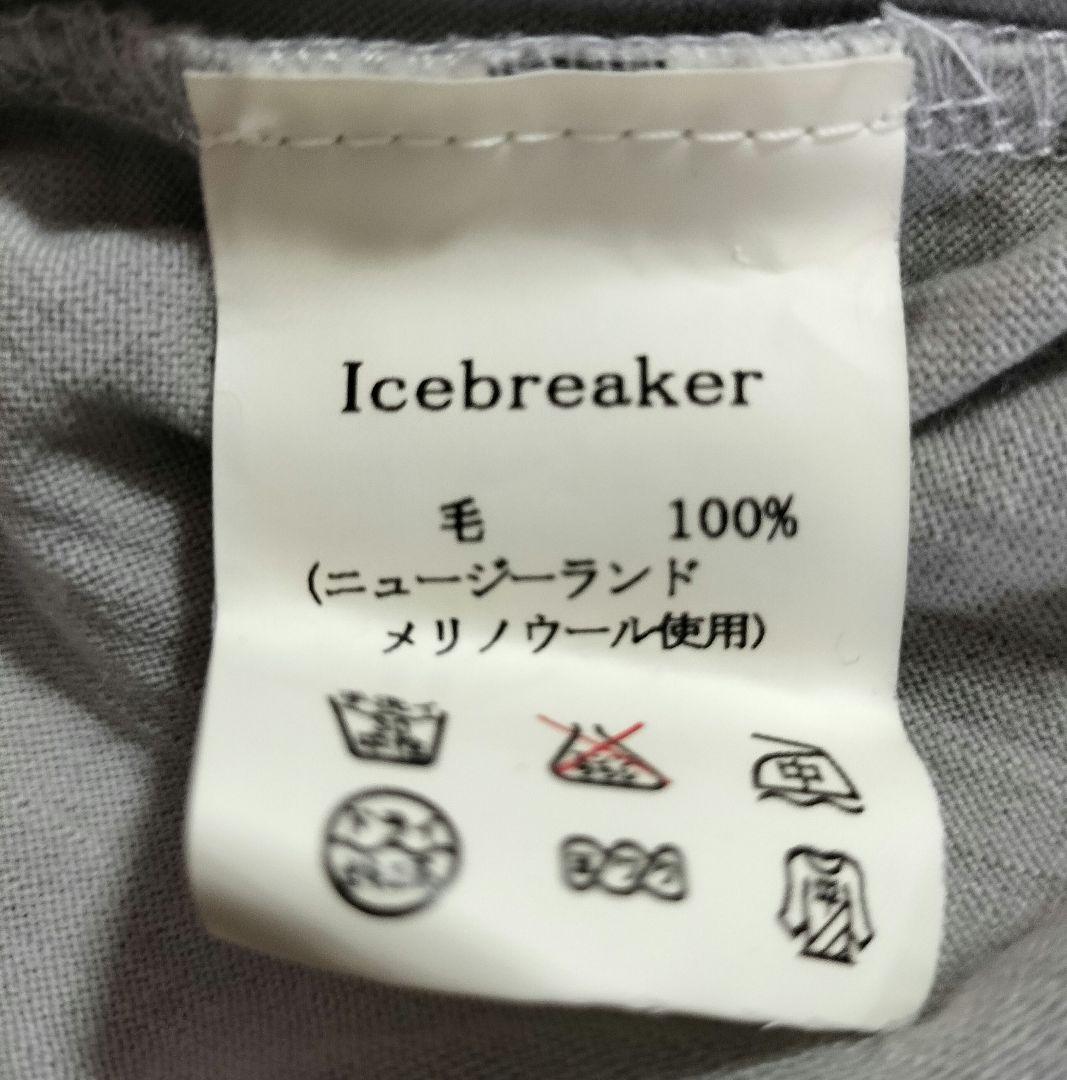 Icebreaker
毛 100%
(ニュージーランド
メリノウール使用)
中